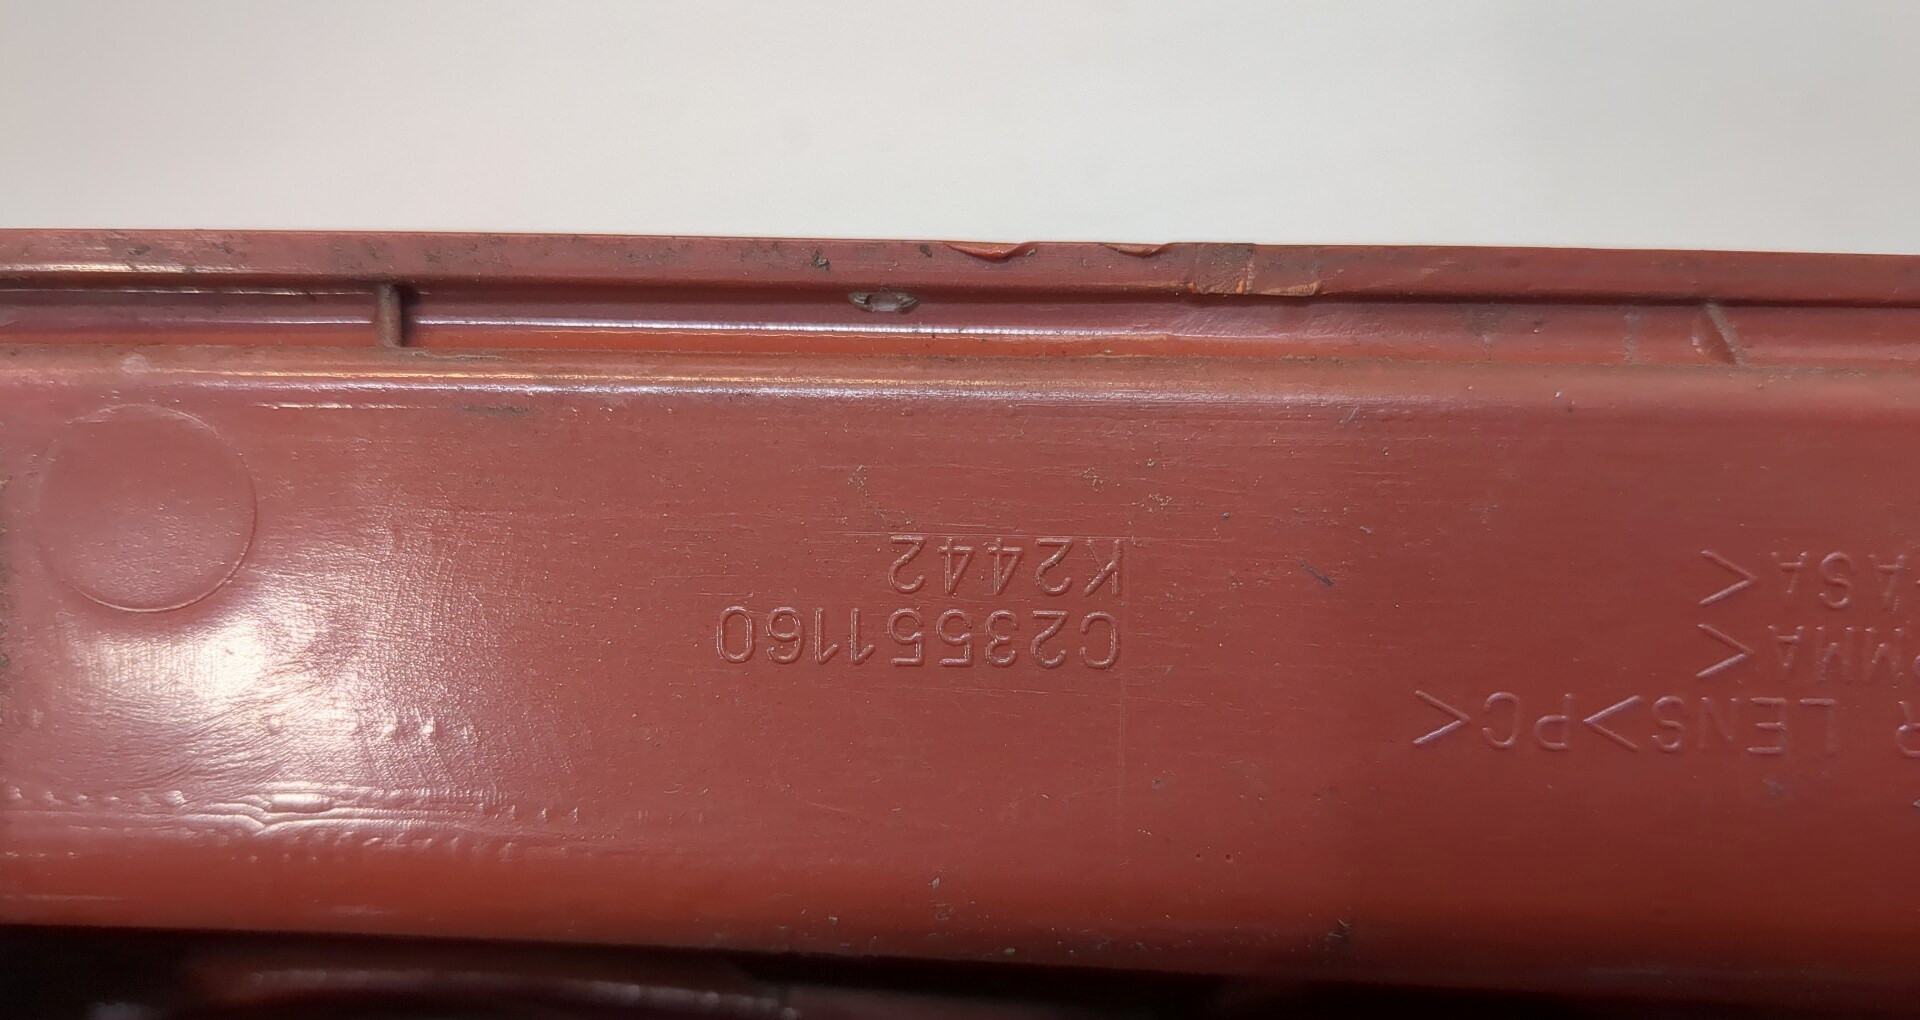 R LENS>PC<
PMMA<
ASA<
C23551160
K2442